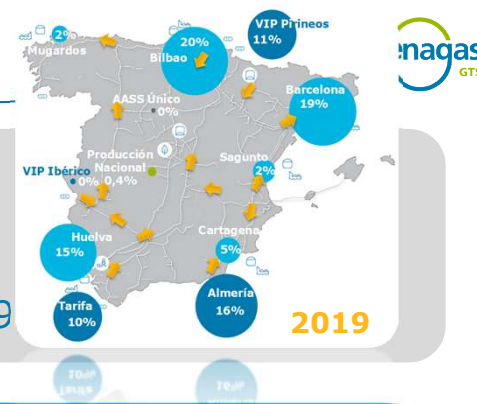 VIP Pirineos
11%
enagas
GTS
2%
Mugardos
20%
Bilbao
Barcelona
19%
AASS Único
0%
Producción
Nacional
0,4%
Sagunto
2%
VIP Ibérico
0%
Huelva
15%
Cartagena
5%
Tarifa
10%
Almería
16%
9
2019